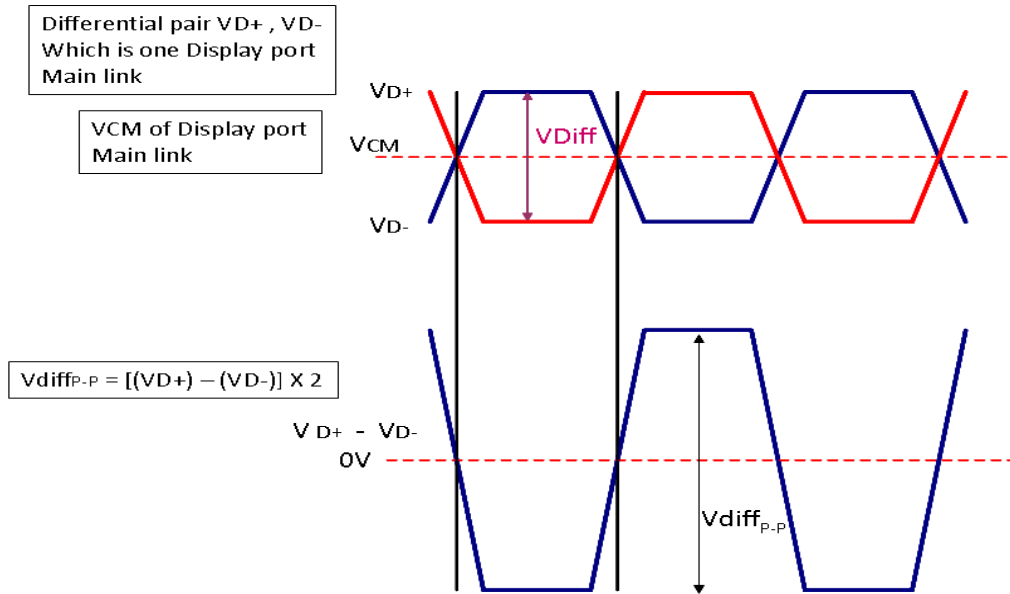 Differential pair VD+ , VD-
Which is one Display port
Main link
VCM of Display port
Main link
VD+
VDiff
VCM
VD-
VdiffP-P = [(VD+) – (VD-)] X 2
V D+ - VD-
0V
VdiffP-P